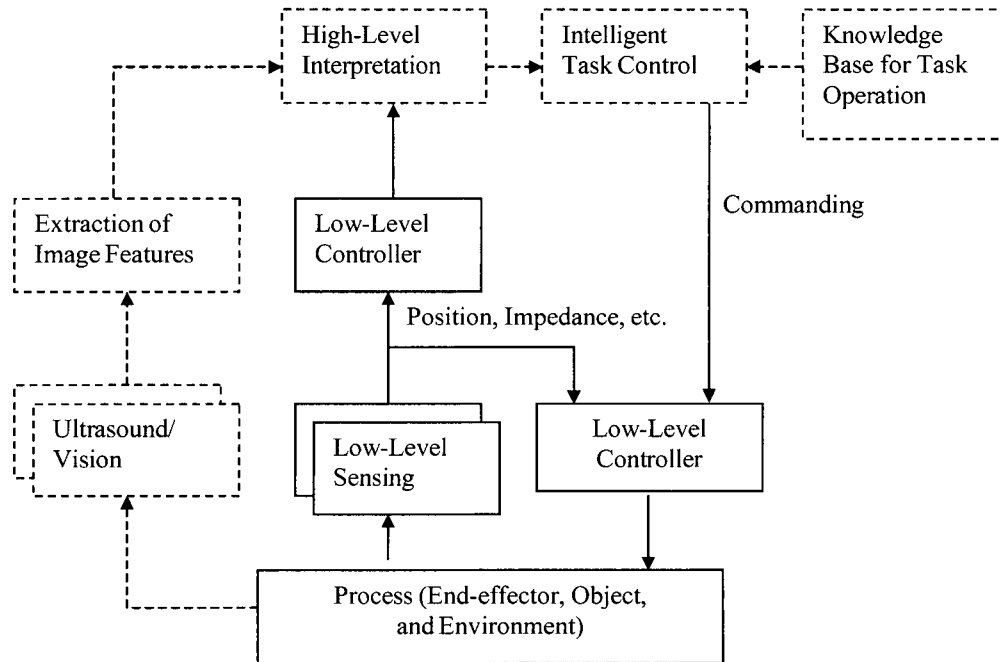 High-Level
Interpretation
Intelligent
Task Control
Knowledge
Base for Task
Operation
Extraction of
Image Features
Low-Level
Controller
Commanding
Position, Impedance, etc.
Ultrasound/
Vision
Low-Level
Sensing
Low-Level
Controller
Process (End-effector, Object,
and Environment)